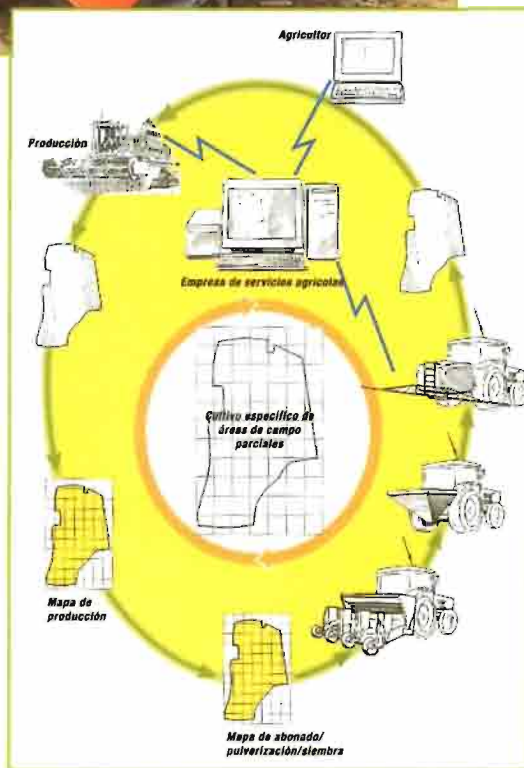 Agricultor
Producción
Empresa de servicios agrícolas
Cultivo específico de
áreas de campo
parciales
Mapa de
producción
Mapa de abonado/
pulverización/siembra